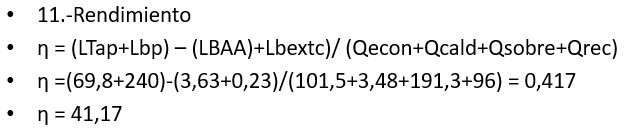 • 11.-Rendimiento
• η = (LTap+Lbp) – (LBAA)+Lbextc)/ (Qecon+Qcald+Qsobre+Qrec)
• η =(69,8+240)-(3,63+0,23)/(101,5+3,48+191,3+96) = 0,417
• η = 41,17